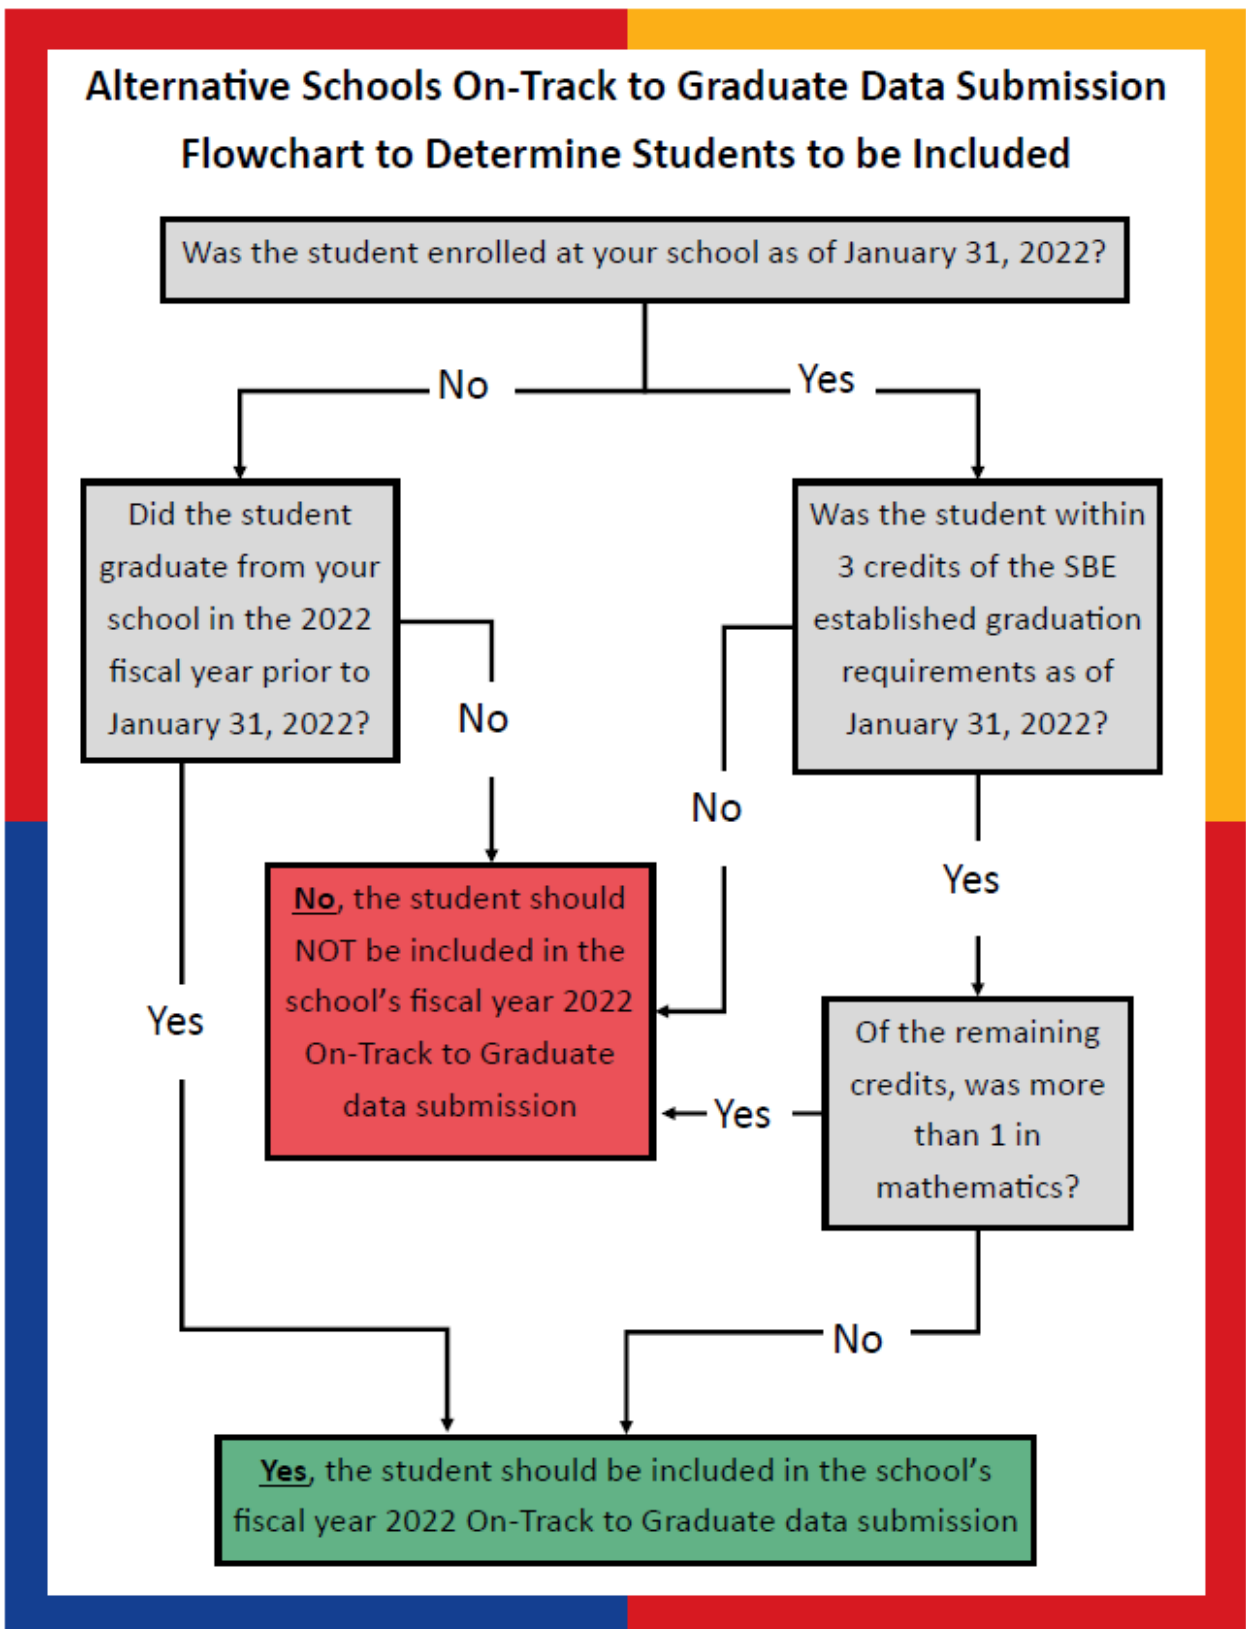 Alternative Schools On-Track to Graduate Data Submission
Flowchart to Determine Students to be Included
Was the student enrolled at your school as of January 31, 2022?
No
Yes
Did the student
graduate from your
school in the 2022
fiscal year prior to
January 31, 2022?
Was the student within
3 credits of the SBE
established graduation
requirements as of
January 31, 2022?
No
No
Yes
No, the student should
NOT be included in the
school's fiscal year 2022
On-Track to Graduate
data submission
Yes
Of the remaining
credits, was more
than 1 in
mathematics?
Yes
No
Yes, the student should be included in the school's
fiscal year 2022 On-Track to Graduate data submission